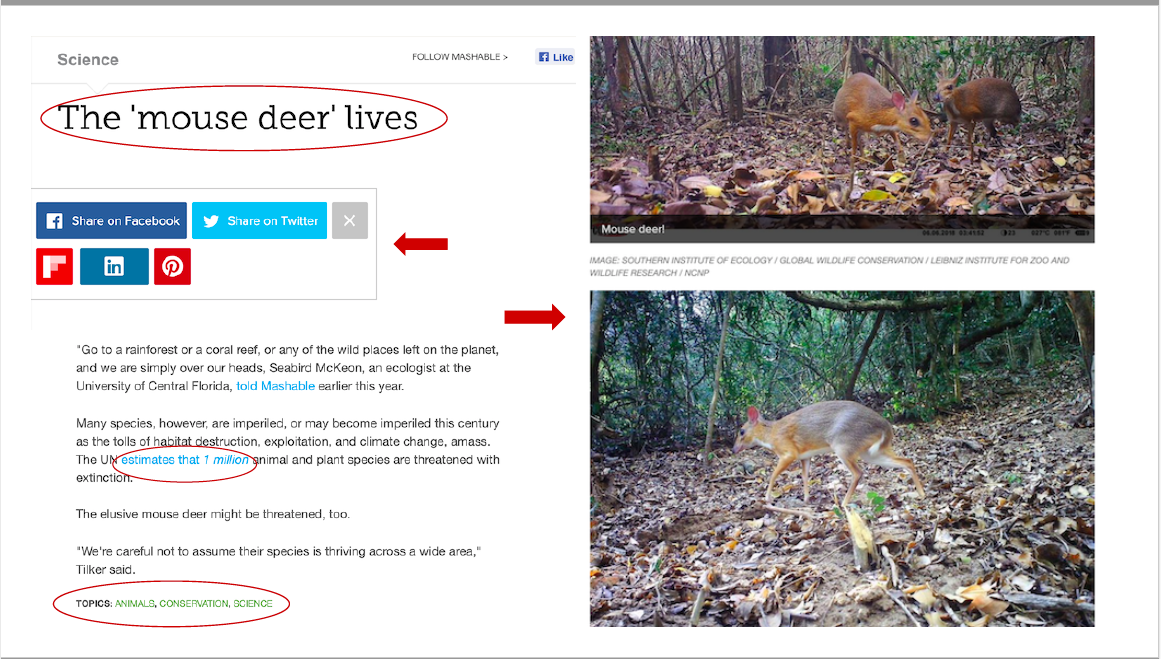 Science
FOLLOW MASHABLE >
Like
The 'mouse deer' lives
Share on Facebook
Share on Twitter
in
"Go to a rainforest or a coral reef, or any of the wild places left on the planet,
and we are simply over our heads, Seabird McKeon, an ecologist at the
University of Central Florida, told Mashable earlier this year.
Many species, however, are imperiled, or may become imperiled this century
as the tolls of habitat destruction, exploitation, and climate change, amass.
The UN estimates that 1 million animal and plant species are threatened with
extinction.
The elusive mouse deer might be threatened, too.
"We're careful not to assume their species is thriving across a wide area,"
Tilker said.
TOPICS: ANIMALS, CONSERVATION, SCIENCE
Mouse deer!
IMAGE: SOUTHERN INSTITUTE OF ECOLOGY / GLOBAL WILDLIFE CONSERVATION / LEIBNIZ INSTITUTE FOR ZOO AND
WILDLIFE RESEARCH / NCNP